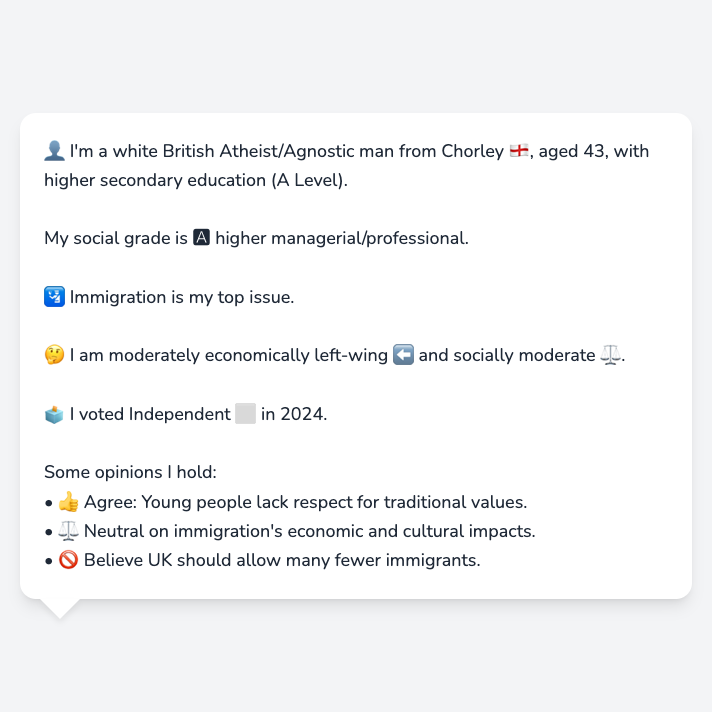 👤 I'm a white British Atheist/Agnostic man from Chorley 🏴󠁧󠁢󠁥󠁮󠁧󠁿, aged 43, with
higher secondary education (A Level).
My social grade is 🅰 higher managerial/professional.
🛂 Immigration is my top issue.
🤔 I am moderately economically left-wing ⬅️ and socially moderate ⚖️.
🗳️ I voted Independent ⬜ in 2024.
Some opinions I hold:
• 👍 Agree: Young people lack respect for traditional values.
• ⚖️ Neutral on immigration's economic and cultural impacts.
• 🚫 Believe UK should allow many fewer immigrants.